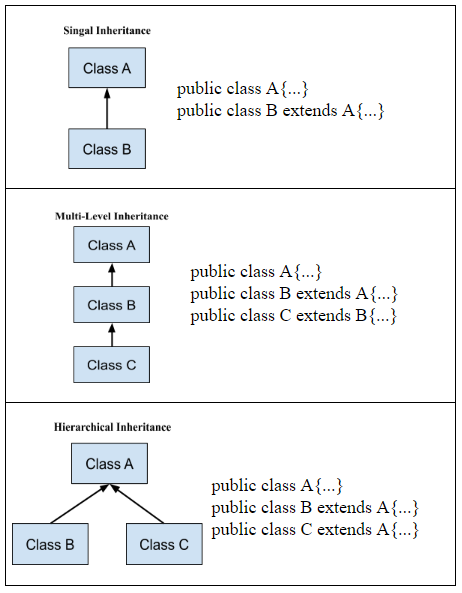 Singal Inheritance
Class A
public class A{...}
public class B extends A{...}
Class B
Multi-Level Inheritance
Class A
public class A{...}
Class B
public class B extends A{...}
public class C extends B{...}
Class C
Hierarchical Inheritance
Class A
public class A{...}
public class B extends A{...}
public class C extends A{...}
Class B
Class C